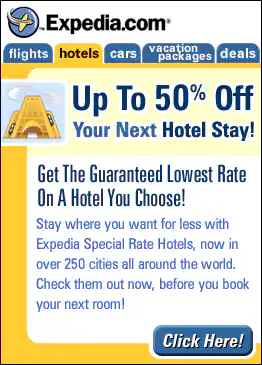 Expedia.com®
flights hotels cars vacation packages deals
Up To 50% Off
Your Next Hotel Stay!
Get The Guaranteed Lowest Rate
On A Hotel You Choose!
Stay where you want for less with
Expedia Special Rate Hotels, now in
over 250 cities all around the world.
Check them out now, before you book
your next room!
Click Here!